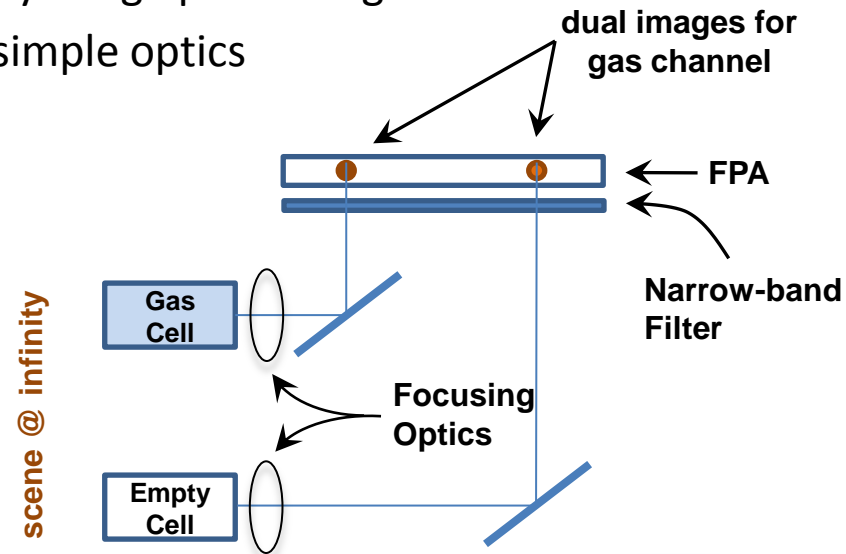 simple optics
dual images for
gas channel
FPA
Narrow-band
Filter
Gas
Cell
scene @ infinity
Focusing
Optics
Empty
Cell